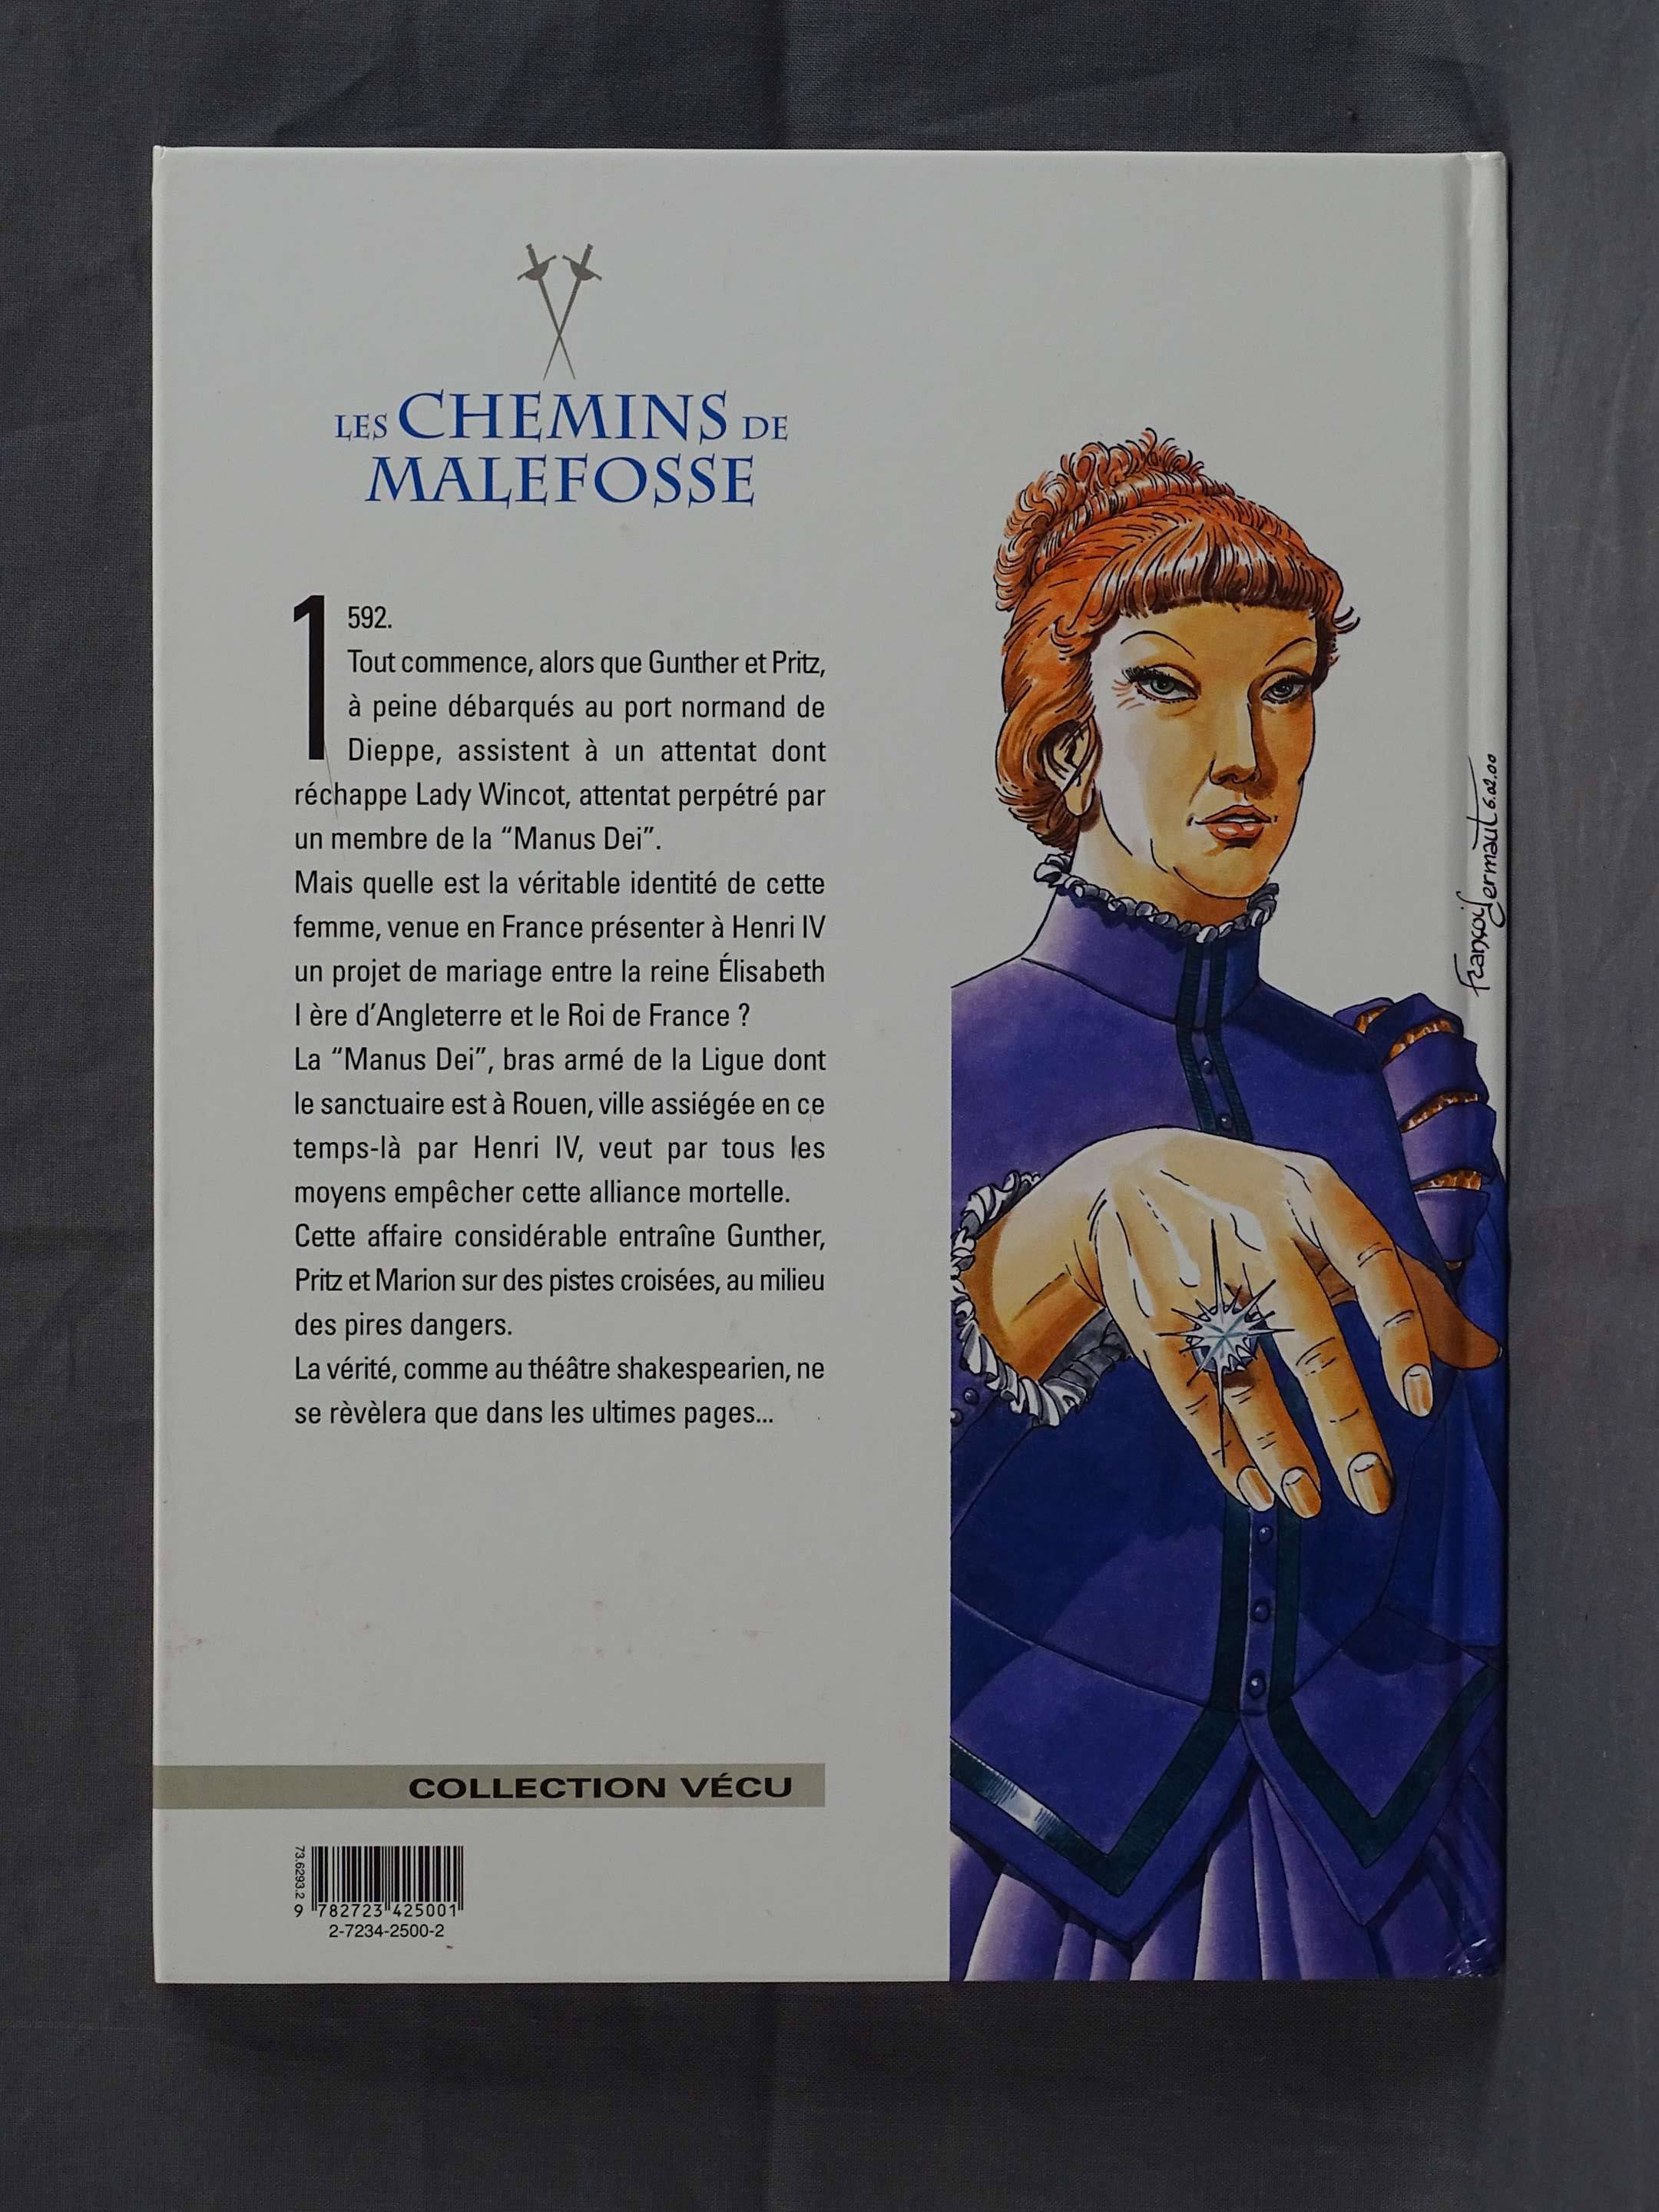 LES CHEMINS DE
MALEFOSSE
1592.
Tout commence, alors que Gunther et Pritz,
à peine débarqués au port normand de
Dieppe, assistent à un attentat dont
réchappe Lady Wincot, attentat perpétré par
un membre de la “Manus Dei”.
Mais quelle est la véritable identité de cette
femme, venue en France présenter à Henri IV
un projet de mariage entre la reine Élisabeth
I ère d’Angleterre et le Roi de France ?
La “Manus Dei”, bras armé de la Ligue dont
le sanctuaire est à Rouen, ville assiégée en ce
temps-là par Henri IV, veut par tous les
moyens empêcher cette alliance mortelle.
Cette affaire considérable entraîne Gunther,
Pritz et Marion sur des pistes croisées, au milieu
des pires dangers.
La vérité, comme au théâtre shakespearien, ne
se rèvèlera que dans les ultimes pages...
François Dermaut 6.02.00
COLLECTION VÉCU
73.6293.2
9 782723 425001
2-7234-2500-2